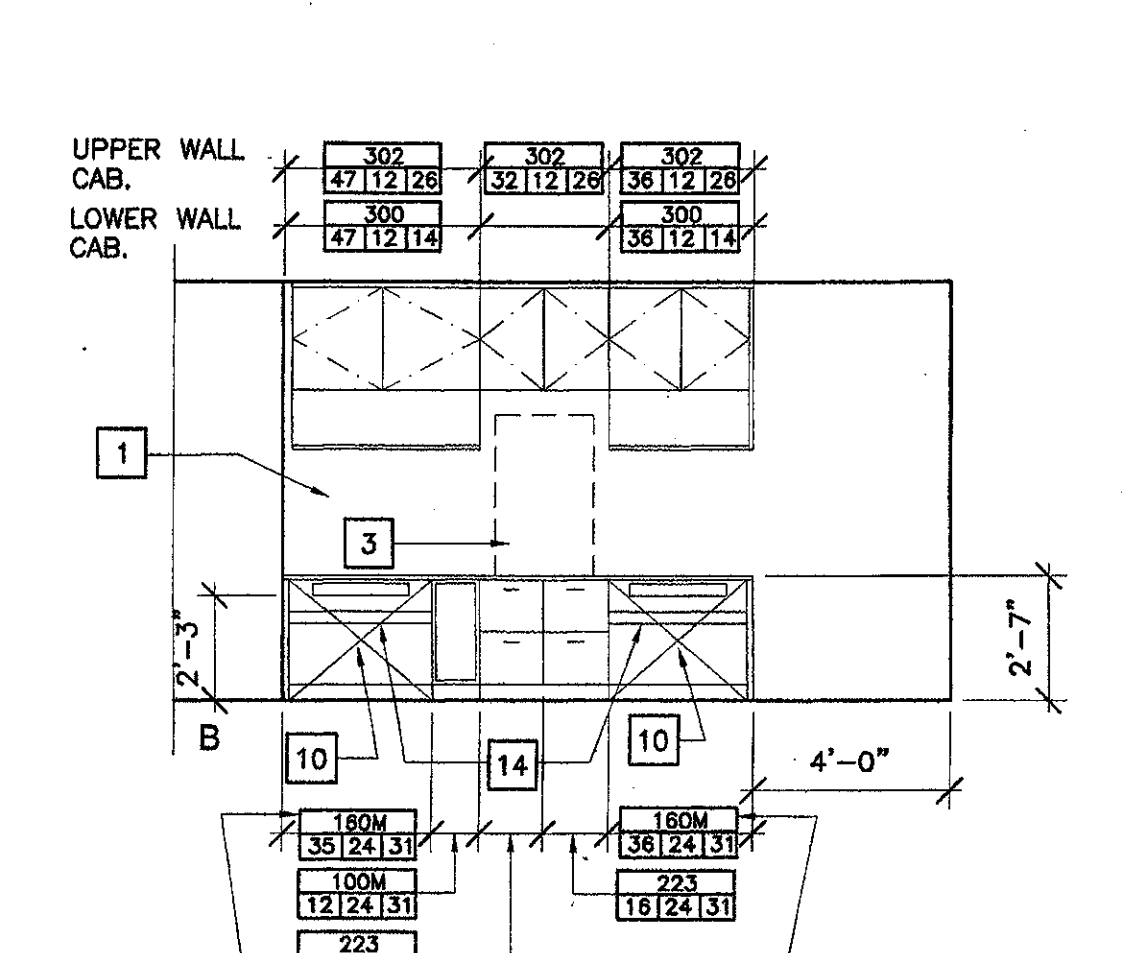 UPPER WALL
CAB.
302
47 12 26
302
32 12 26
302
36 12 26
LOWER WALL
CAB.
300
47 12 14
300
36 12 14
1
3
2'-3"
2'-7"
B
10
14
10
4'-0"
160M
35 24 31
160M
36 24 31
100M
12 24 31
223
16 24 31
223